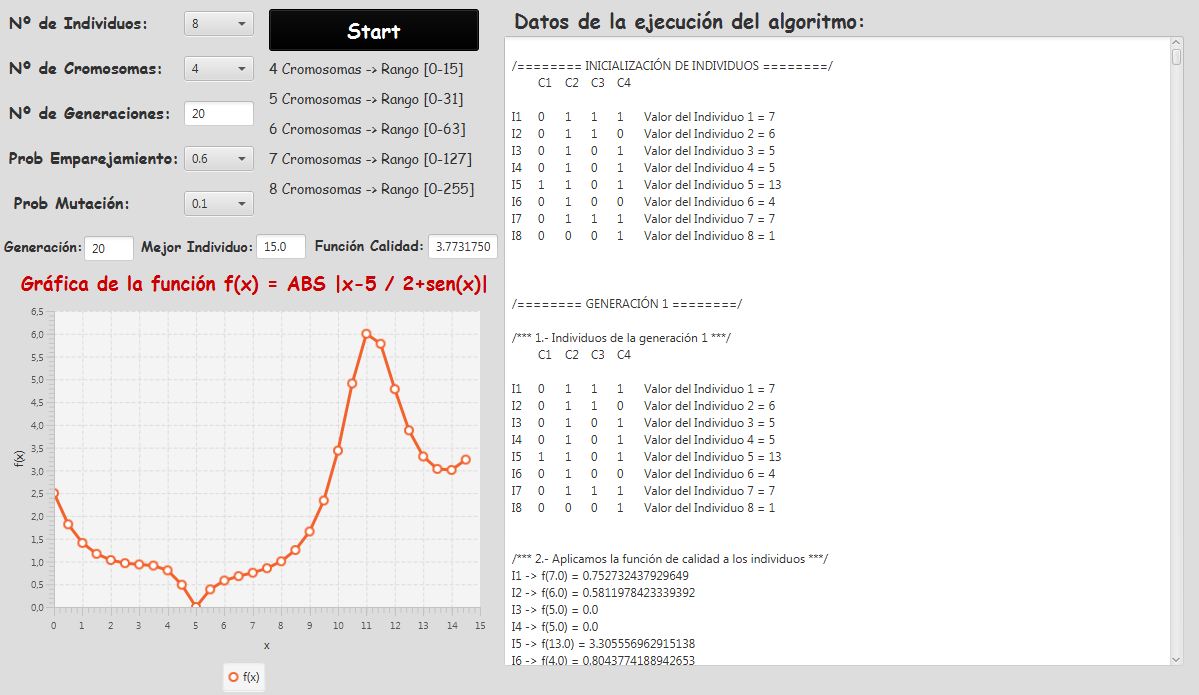 Nº de Individuos: 8
Nº de Cromosomas: 4
Nº de Generaciones: 20
Prob Emparejamiento: 0.6
Prob Mutación: 0.1
Start
4 Cromosomas -> Rango [0-15]
5 Cromosomas -> Rango [0-31]
6 Cromosomas -> Rango [0-63]
7 Cromosomas -> Rango [0-127]
8 Cromosomas -> Rango [0-255]
Generación: 20 Mejor Individuo: 15.0 Función Calidad: 3.7731750
Gráfica de la función f(x) = ABS |x-5 / 2+sen(x)|
6,5
6,0
5,5
5,0
4,5
4,0
3,5
3,0
2,5
2,0
1,5
1,0
0,5
0,0
f(x)
0 1 2 3 4 5 6 7 8 9 10 11 12 13 14 15
x
f(x)
Datos de la ejecución del algoritmo:
/======== INICIALIZACIÓN DE INDIVIDUOS ========/
C1 C2 C3 C4
I1 0 1 1 1 Valor del Individuo 1 = 7
I2 0 1 1 0 Valor del Individuo 2 = 6
I3 0 1 0 1 Valor del Individuo 3 = 5
I4 0 1 0 1 Valor del Individuo 4 = 5
I5 1 1 0 1 Valor del Individuo 5 = 13
I6 0 1 0 0 Valor del Individuo 6 = 4
I7 0 1 1 1 Valor del Individuo 7 = 7
I8 0 0 0 1 Valor del Individuo 8 = 1
/======== GENERACIÓN 1 ========/
/*** 1.- Individuos de la generación 1 ***/
C1 C2 C3 C4
I1 0 1 1 1 Valor del Individuo 1 = 7
I2 0 1 1 0 Valor del Individuo 2 = 6
I3 0 1 0 1 Valor del Individuo 3 = 5
I4 0 1 0 1 Valor del Individuo 4 = 5
I5 1 1 0 1 Valor del Individuo 5 = 13
I6 0 1 0 0 Valor del Individuo 6 = 4
I7 0 1 1 1 Valor del Individuo 7 = 7
I8 0 0 0 1 Valor del Individuo 8 = 1
/*** 2.- Aplicamos la función de calidad a los individuos ***/
I1 -> f(7.0) = 0.752732437929649
I2 -> f(6.0) = 0.5811978423339392
I3 -> f(5.0) = 0.0
I4 -> f(5.0) = 0.0
I5 -> f(13.0) = 3.305556962915138
I6 -> f(4.0) = 0.8043774188942653